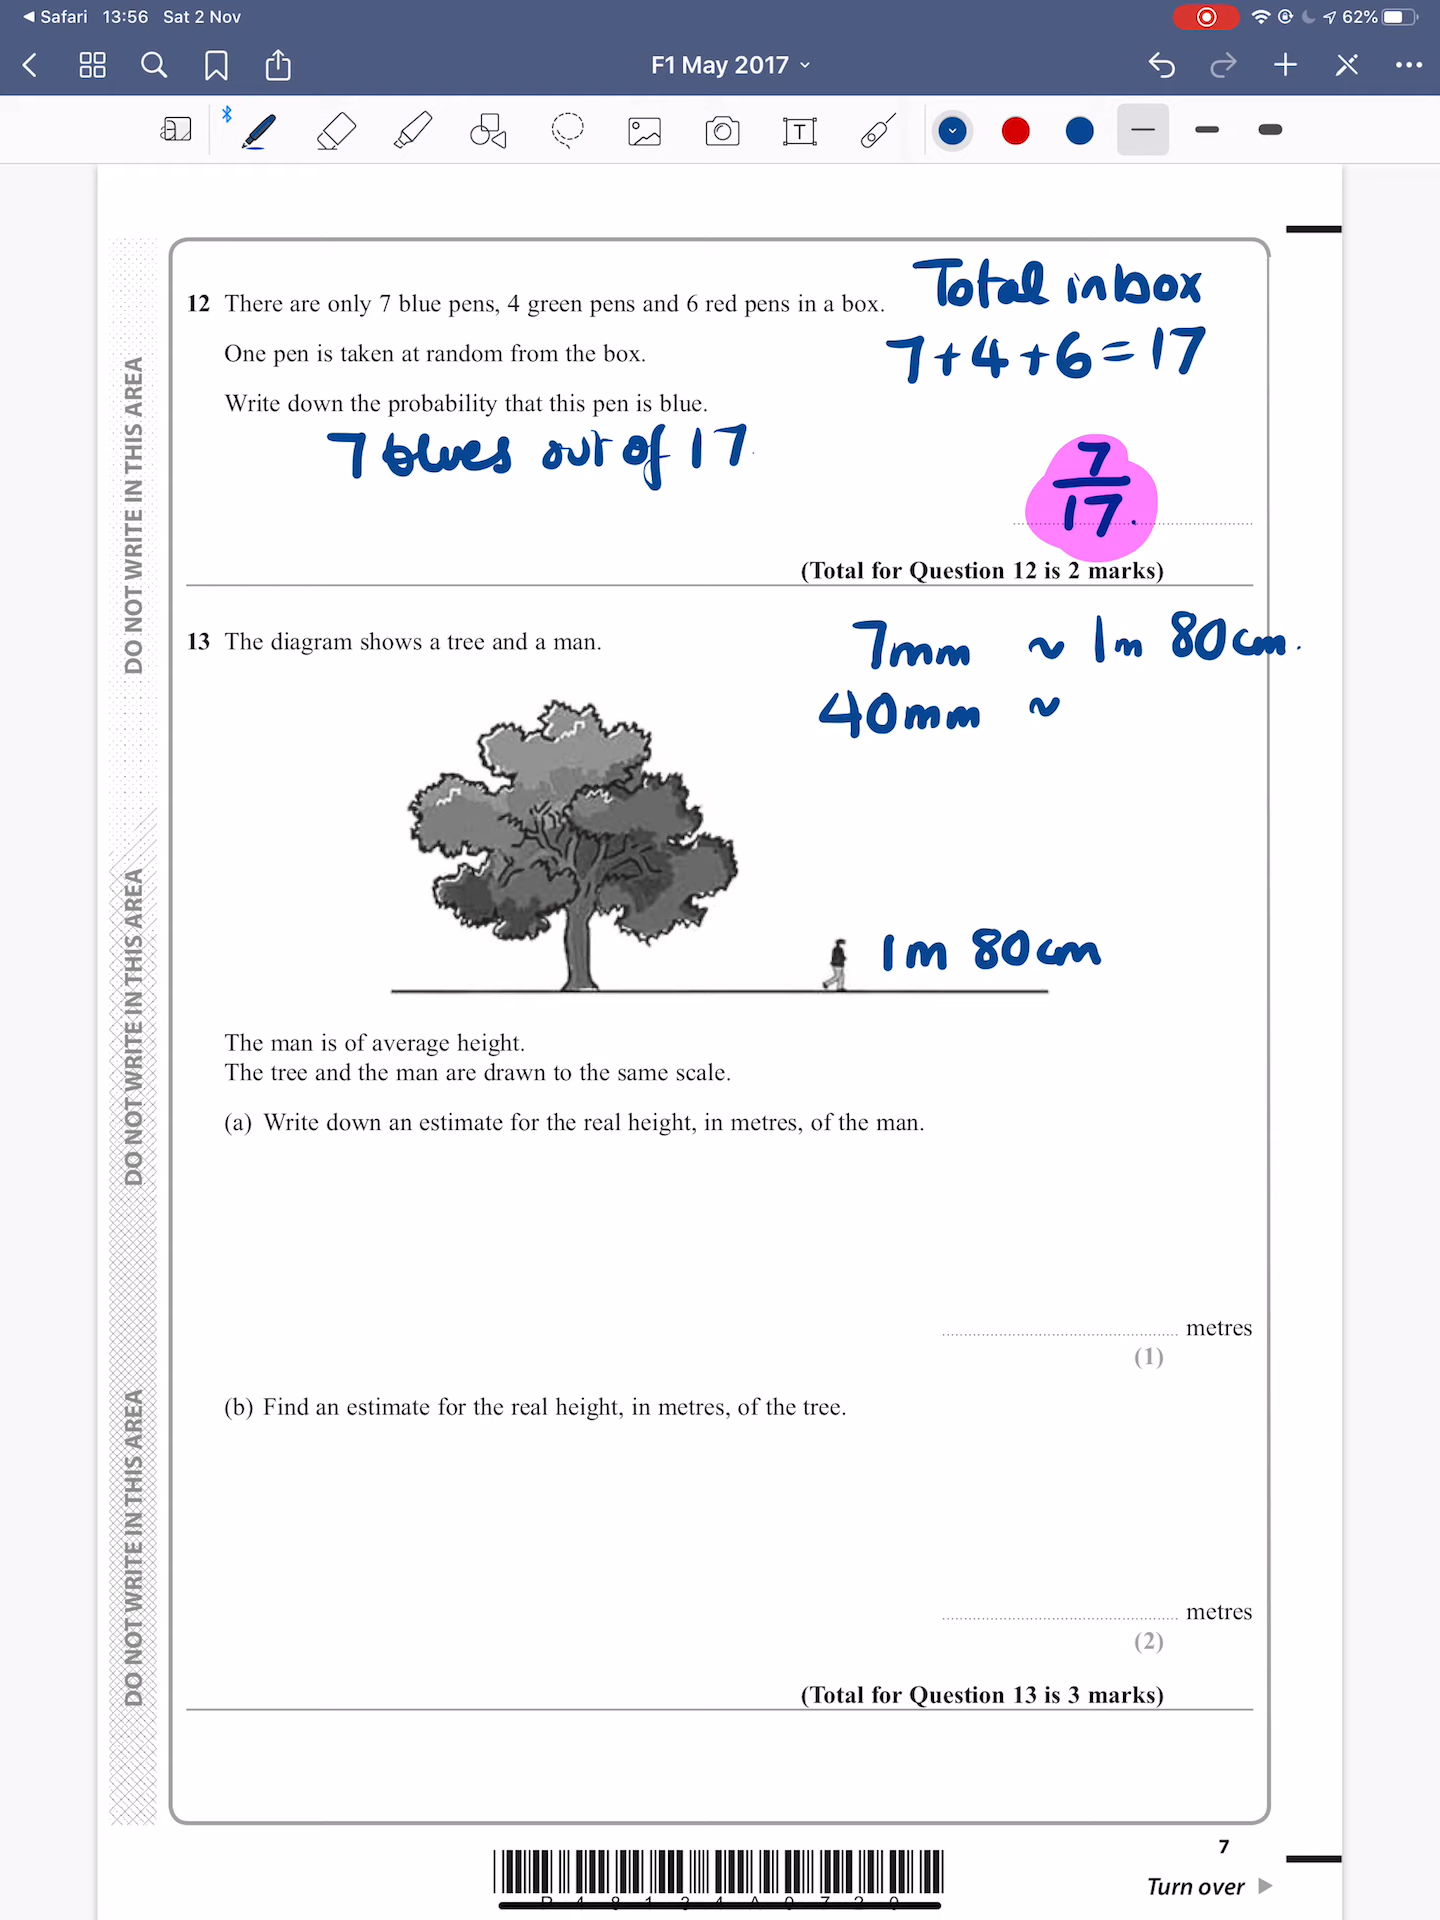 Safari 13:56 Sat 2 Nov 62%
F1 May 2017
T
Total in box
12 There are only 7 blue pens, 4 green pens and 6 red pens in a box.
7+4+6=17
One pen is taken at random from the box.
Write down the probability that this pen is blue.
7 blues out of 17
7
17.
(Total for Question 12 is 2 marks)
13 The diagram shows a tree and a man.
7mm ~ 1m 80cm.
40mm ~
1m 80cm
The man is of average height.
The tree and the man are drawn to the same scale.
(a) Write down an estimate for the real height, in metres, of the man.
metres
(1)
(b) Find an estimate for the real height, in metres, of the tree.
metres
(2)
(Total for Question 13 is 3 marks)
DO NOT WRITE IN THIS AREA
DO NOT WRITE IN THIS AREA
DO NOT WRITE IN THIS AREA
7
Turn over